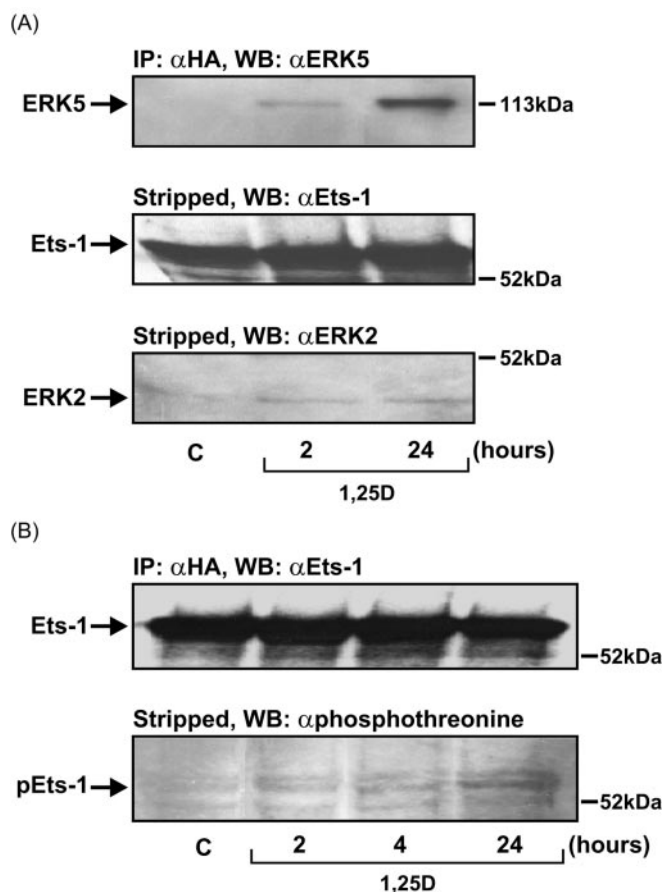 (A)
IP: αHA, WB: αERK5
ERK5
113kDa
Stripped, WB: αEts-1
Ets-1
52kDa
Stripped, WB: αERK2
52kDa
ERK2
C 2 24 (hours)
1,25D
(B)
IP: αHA, WB: αEts-1
Ets-1
52kDa
Stripped, WB: αphosphothreonine
pEts-1
52kDa
C 2 4 24 (hours)
1,25D